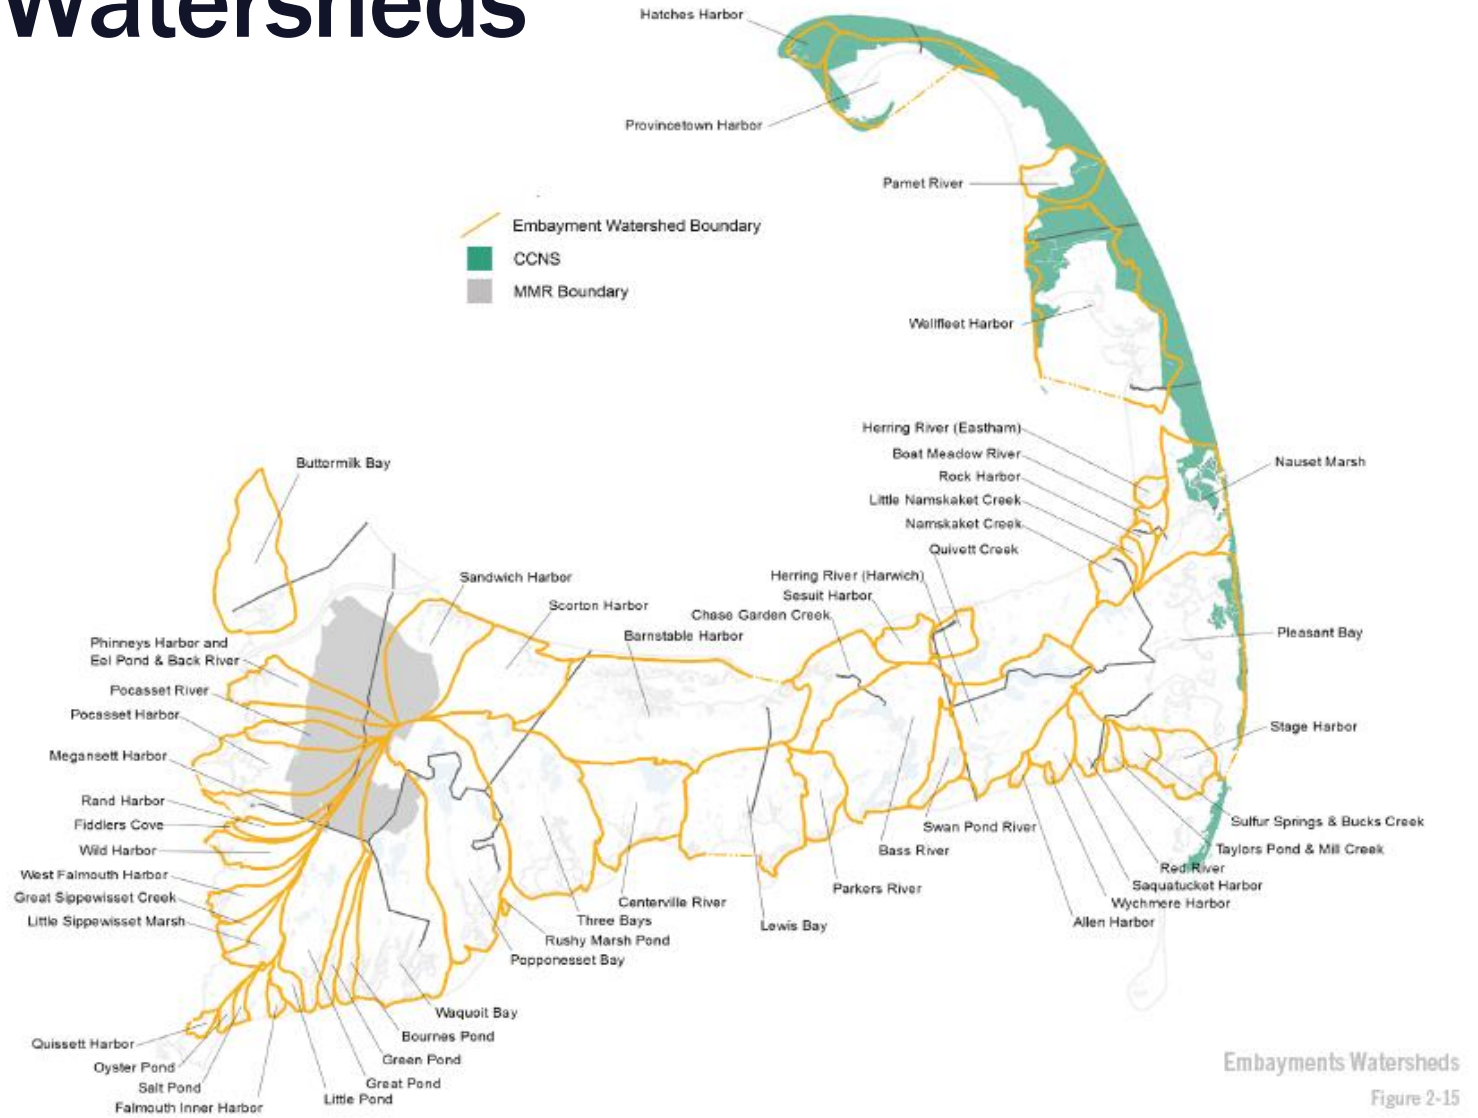 Watersheds
Hatches Harbor
Provincetown Harbor
Pamet River
Embayment Watershed Boundary
CCNS
MMR Boundary
Wellfleet Harbor
Herring River (Eastham)
Boat Meadow River
Rock Harbor
Little Namskaket Creek
Namskaket Creek
Quivett Creek
Nauset Marsh
Buttermilk Bay
Sandwich Harbor
Scorton Harbor
Barnstable Harbor
Herring River (Harwich)
Sesuit Harbor
Chase Garden Creek
Pleasant Bay
Stage Harbor
Phinneys Harbor and
Eel Pond & Back River
Pocasset River
Pocasset Harbor
Megansett Harbor
Rand Harbor
Fiddlers Cove
Wild Harbor
West Falmouth Harbor
Great Sippewisset Creek
Little Sippewisset Marsh
Quissett Harbor
Oyster Pond
Salt Pond
Falmouth Inner Harbor
Little Pond
Great Pond
Green Pond
Bournes Pond
Waquoit Bay
Popponesset Bay
Rushy Marsh Pond
Three Bays
Centerville River
Lewis Bay
Parkers River
Bass River
Swan Pond River
Allen Harbor
Wychmere Harbor
Saquatucket Harbor
Red River
Taylors Pond & Mill Creek
Sulfur Springs & Bucks Creek
Embayments Watersheds
Figure 2-15